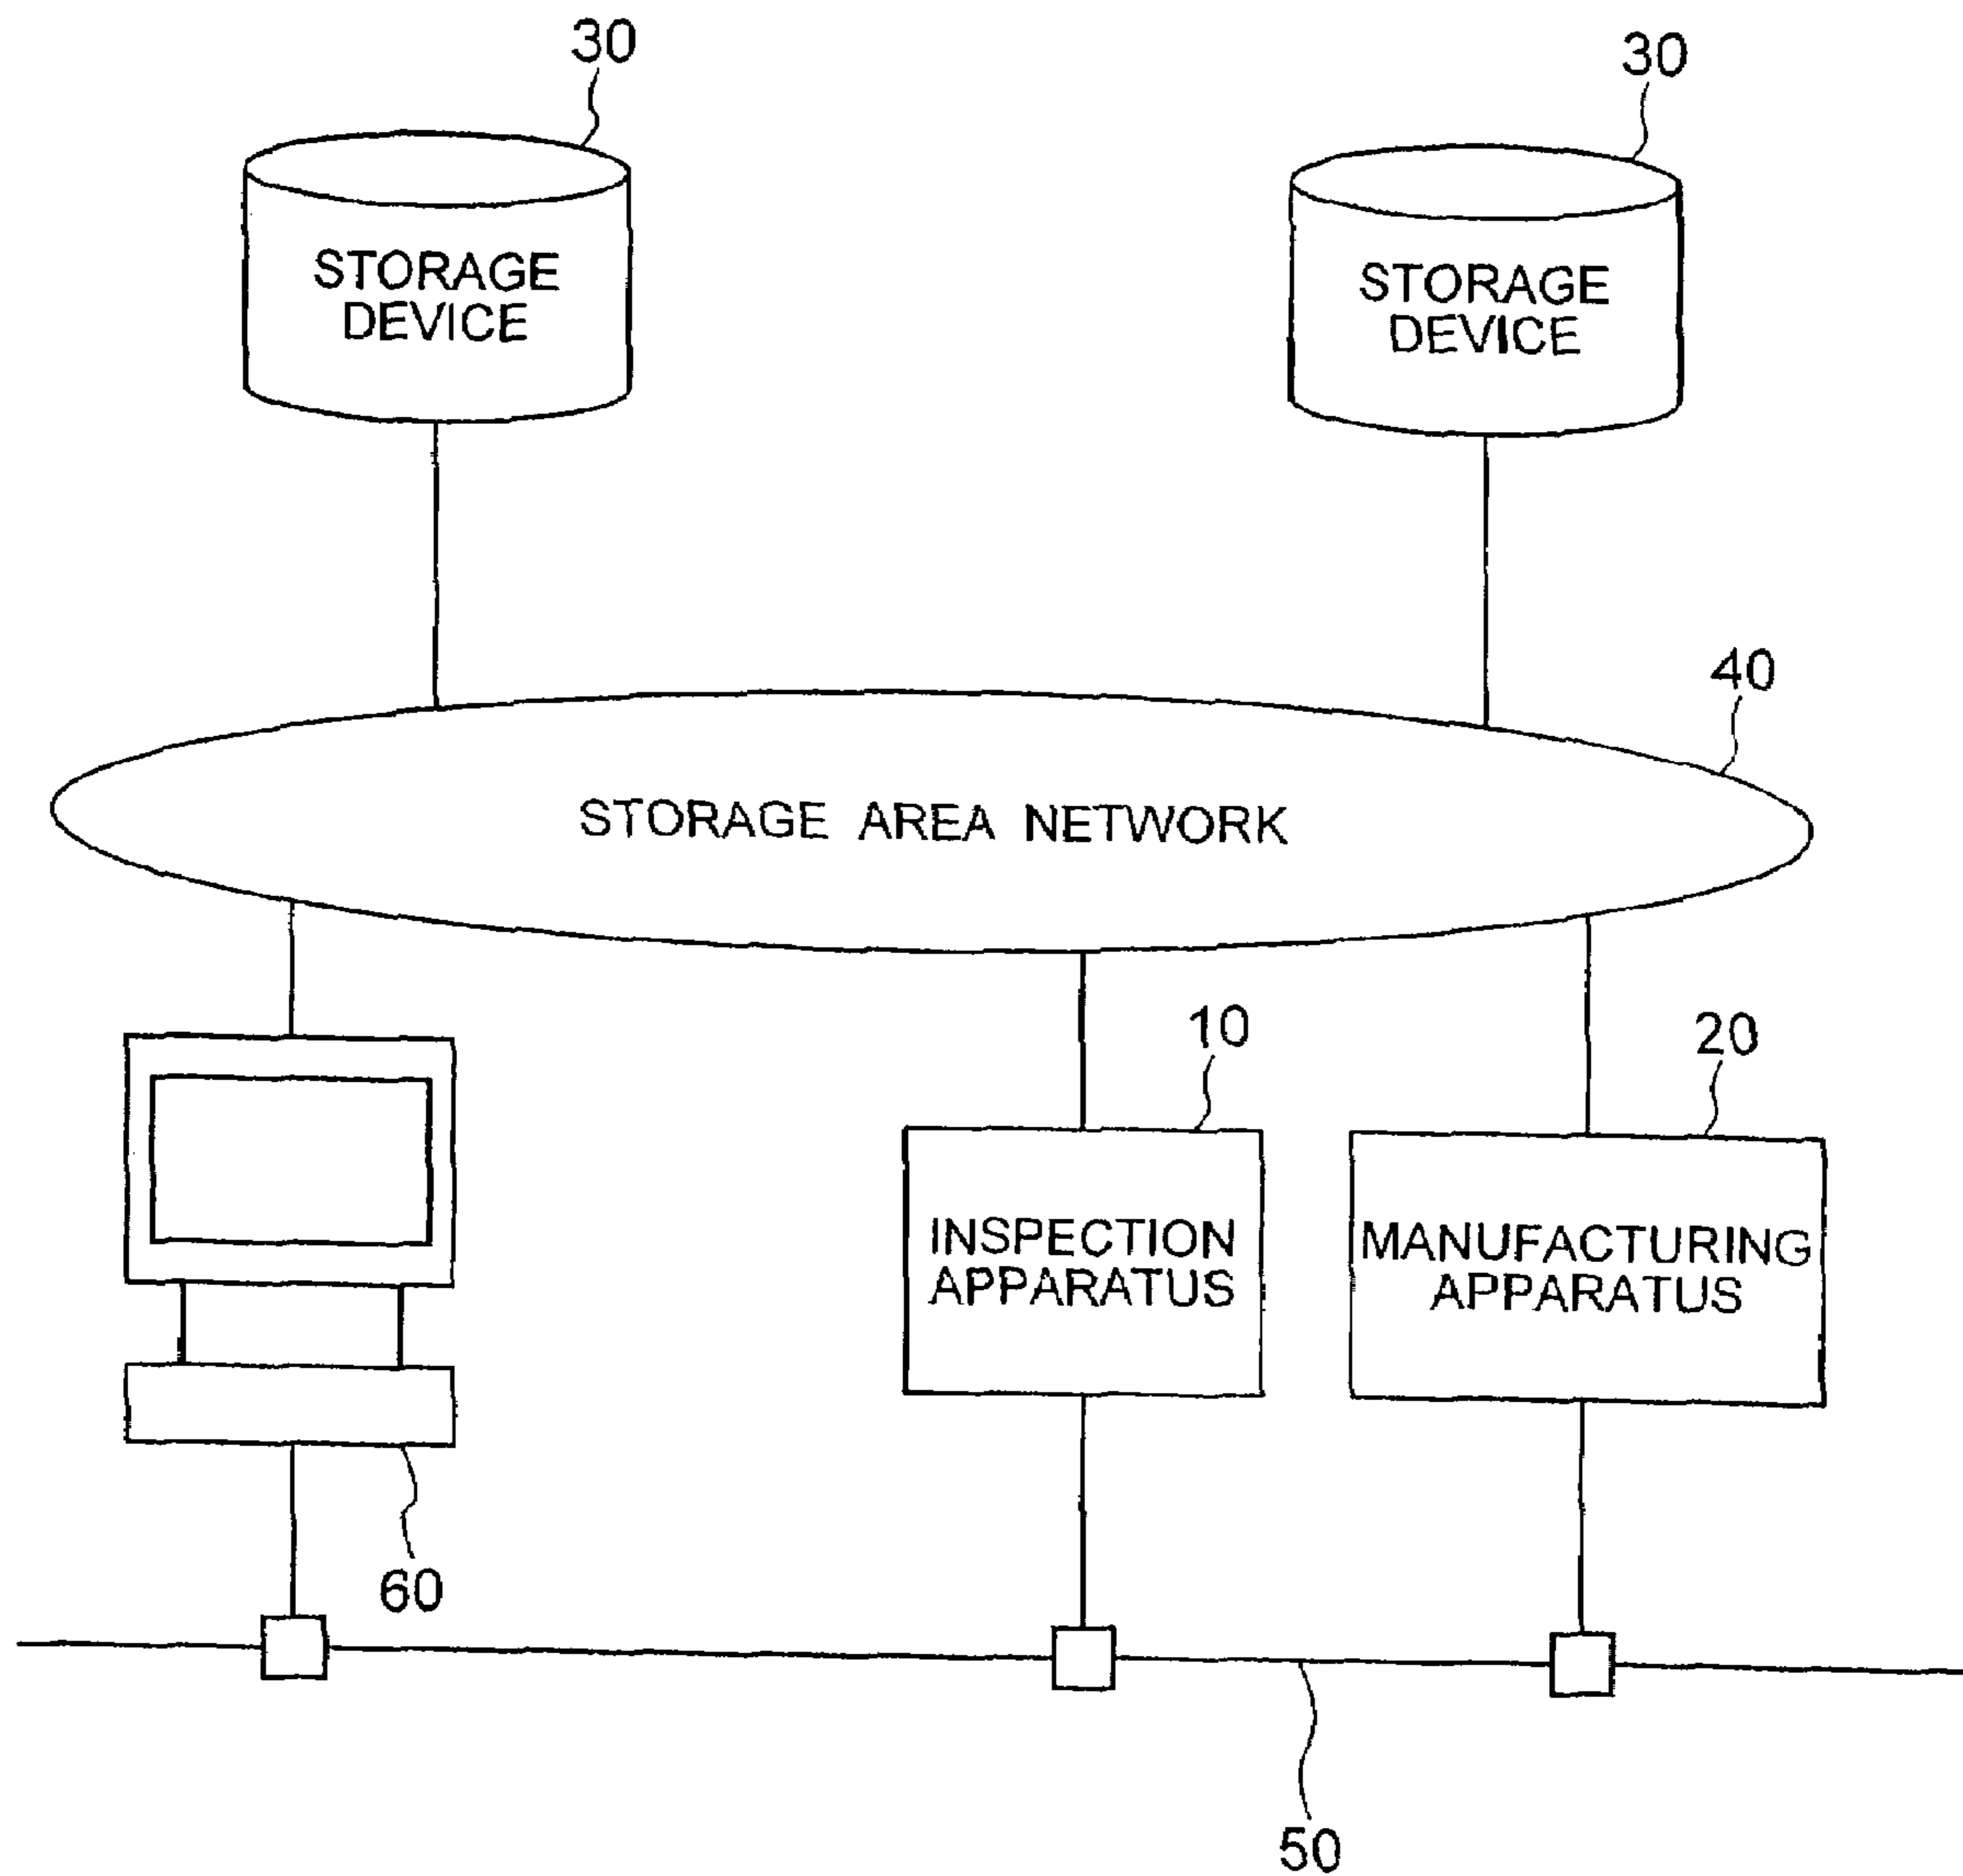 30
30
STORAGE
DEVICE
STORAGE
DEVICE
40
STORAGE AREA NETWORK
10
20
INSPECTION
APPARATUS
MANUFACTURING
APPARATUS
60
50